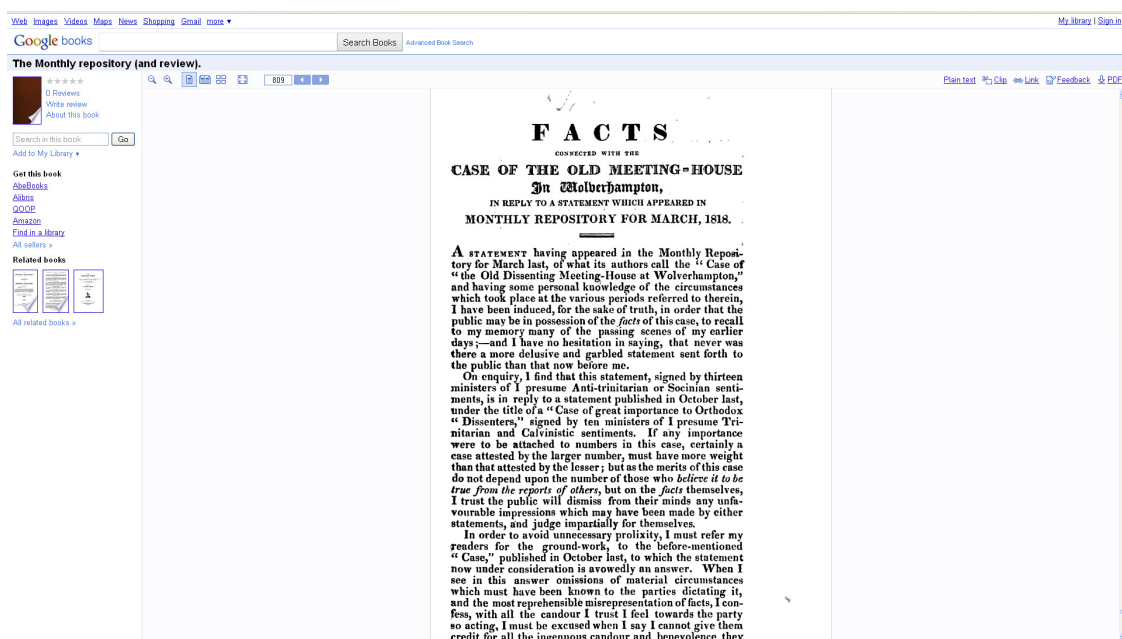 Web Images Videos Maps News Shopping Gmail more ▼
My library | Sign in
Google books
Search Books
Advanced Book Search
The Monthly repository (and review).
0 Reviews
Write review
About this book
Search in this book
Go
Add to My Library ▾
Get this book
AbeBooks
Alibris
QOOP
Amazon
Find in a library
All sellers »
Related books
All related books »
809
Plain text Clip Link Feedback PDF
FACTS
CONNECTED WITH THE
CASE OF THE OLD MEETING-HOUSE
In Wolverhampton,
IN REPLY TO A STATEMENT WHICH APPEARED IN
MONTHLY REPOSITORY FOR MARCH, 1818.
A STATEMENT having appeared in the Monthly Reposi-
tory for March last, of what its authors call the “ Case of
“ the Old Dissenting Meeting-House at Wolverhampton,”
and having some personal knowledge of the circumstances
which took place at the various periods referred to therein,
I have been induced, for the sake of truth, in order that the
public may be in possession of the facts of this case, to recall
to my memory many of the passing scenes of my earlier
days ;—and I have no hesitation in saying, that never was
there a more delusive and garbled statement sent forth to
the public than that now before me.
On enquiry, I find that this statement, signed by thirteen
ministers of I presume Anti-trinitarian or Socinian senti-
ments, is in reply to a statement published in October last,
under the title of a “ Case of great importance to Orthodox
“ Dissenters,” signed by ten ministers of I presume Tri-
nitarian and Calvinistic sentiments. If any importance
were to be attached to numbers in this case, certainly a
case attested by the larger number, must have more weight
than that attested by the lesser ; but as the merits of this case
do not depend upon the number of those who believe it to be
true from the reports of others, but on the facts themselves,
I trust the public will dismiss from their minds any unfa-
vourable impressions which may have been made by either
statements, and judge impartially for themselves.
In order to avoid unnecessary prolixity, I must refer my
readers for the ground-work, to the before-mentioned
“ Case,” published in October last, to which the statement
now under consideration is avowedly an answer. When I
see in this answer omissions of material circumstances
which must have been known to the parties dictating it,
and the most reprehensible misrepresentation of facts, I con-
fess, with all the candour I trust I feel towards the party
so acting, I must be excused when I say I cannot give them
credit for all the ingenuous candour and benevolence they